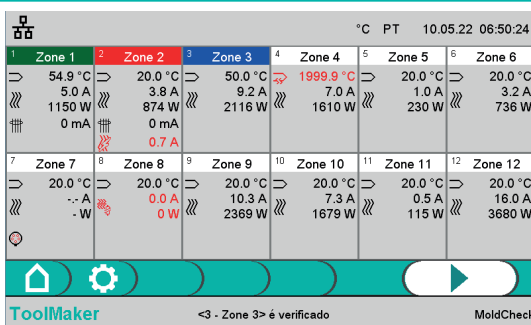 °C PT 10.05.22 06:50:24
1 Zone 1 2 Zone 2 3 Zone 3 4 Zone 4 5 Zone 5 6 Zone 6
54.9 °C 20.0 °C 50.0 °C 1999.9 °C 20.0 °C 20.0 °C
5.0 A 3.8 A 9.2 A 7.0 A 1.0 A 3.2 A
1150 W 874 W 2116 W 1610 W 230 W 736 W
0 mA 0 mA
0.7 A
7 Zone 7 8 Zone 8 9 Zone 9 10 Zone 10 11 Zone 11 12 Zone 12
20.0 °C 20.0 °C 20.0 °C 20.0 °C 20.0 °C 20.0 °C
-.- A 0.0 A 10.3 A 7.3 A 0.5 A 16.0 A
- W 0 W 2369 W 1679 W 115 W 3680 W
ToolMaker <3 - Zone 3> é verificado MoldCheck